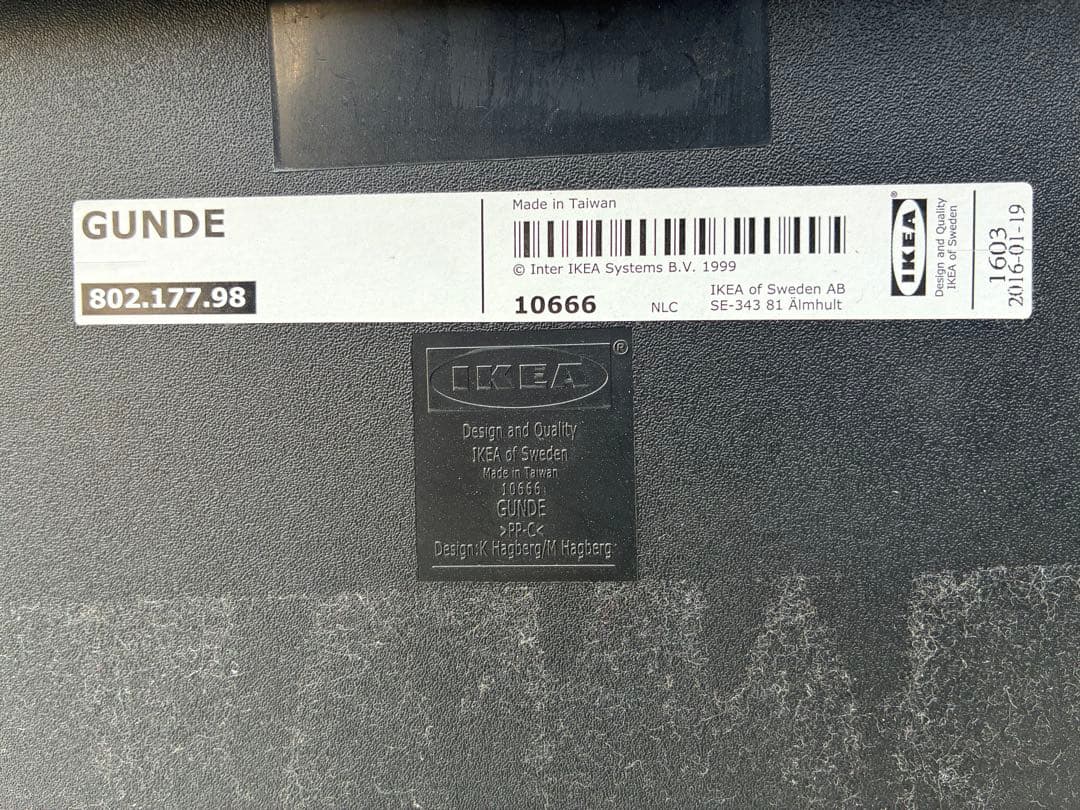 GUNDE
802.177.98
Made in Taiwan
© Inter IKEA Systems B.V. 1999
10666
NLC
IKEA of Sweden AB
SE-343 81 Älmhult
IKEA®
Design and Quality
IKEA of Sweden
1603
2016-01-19
IKEA®
Design and Quality
IKEA of Sweden
Made in Taiwan
10666
GUNDE
>PP-C<
Design:K Hagberg/M Hagberg